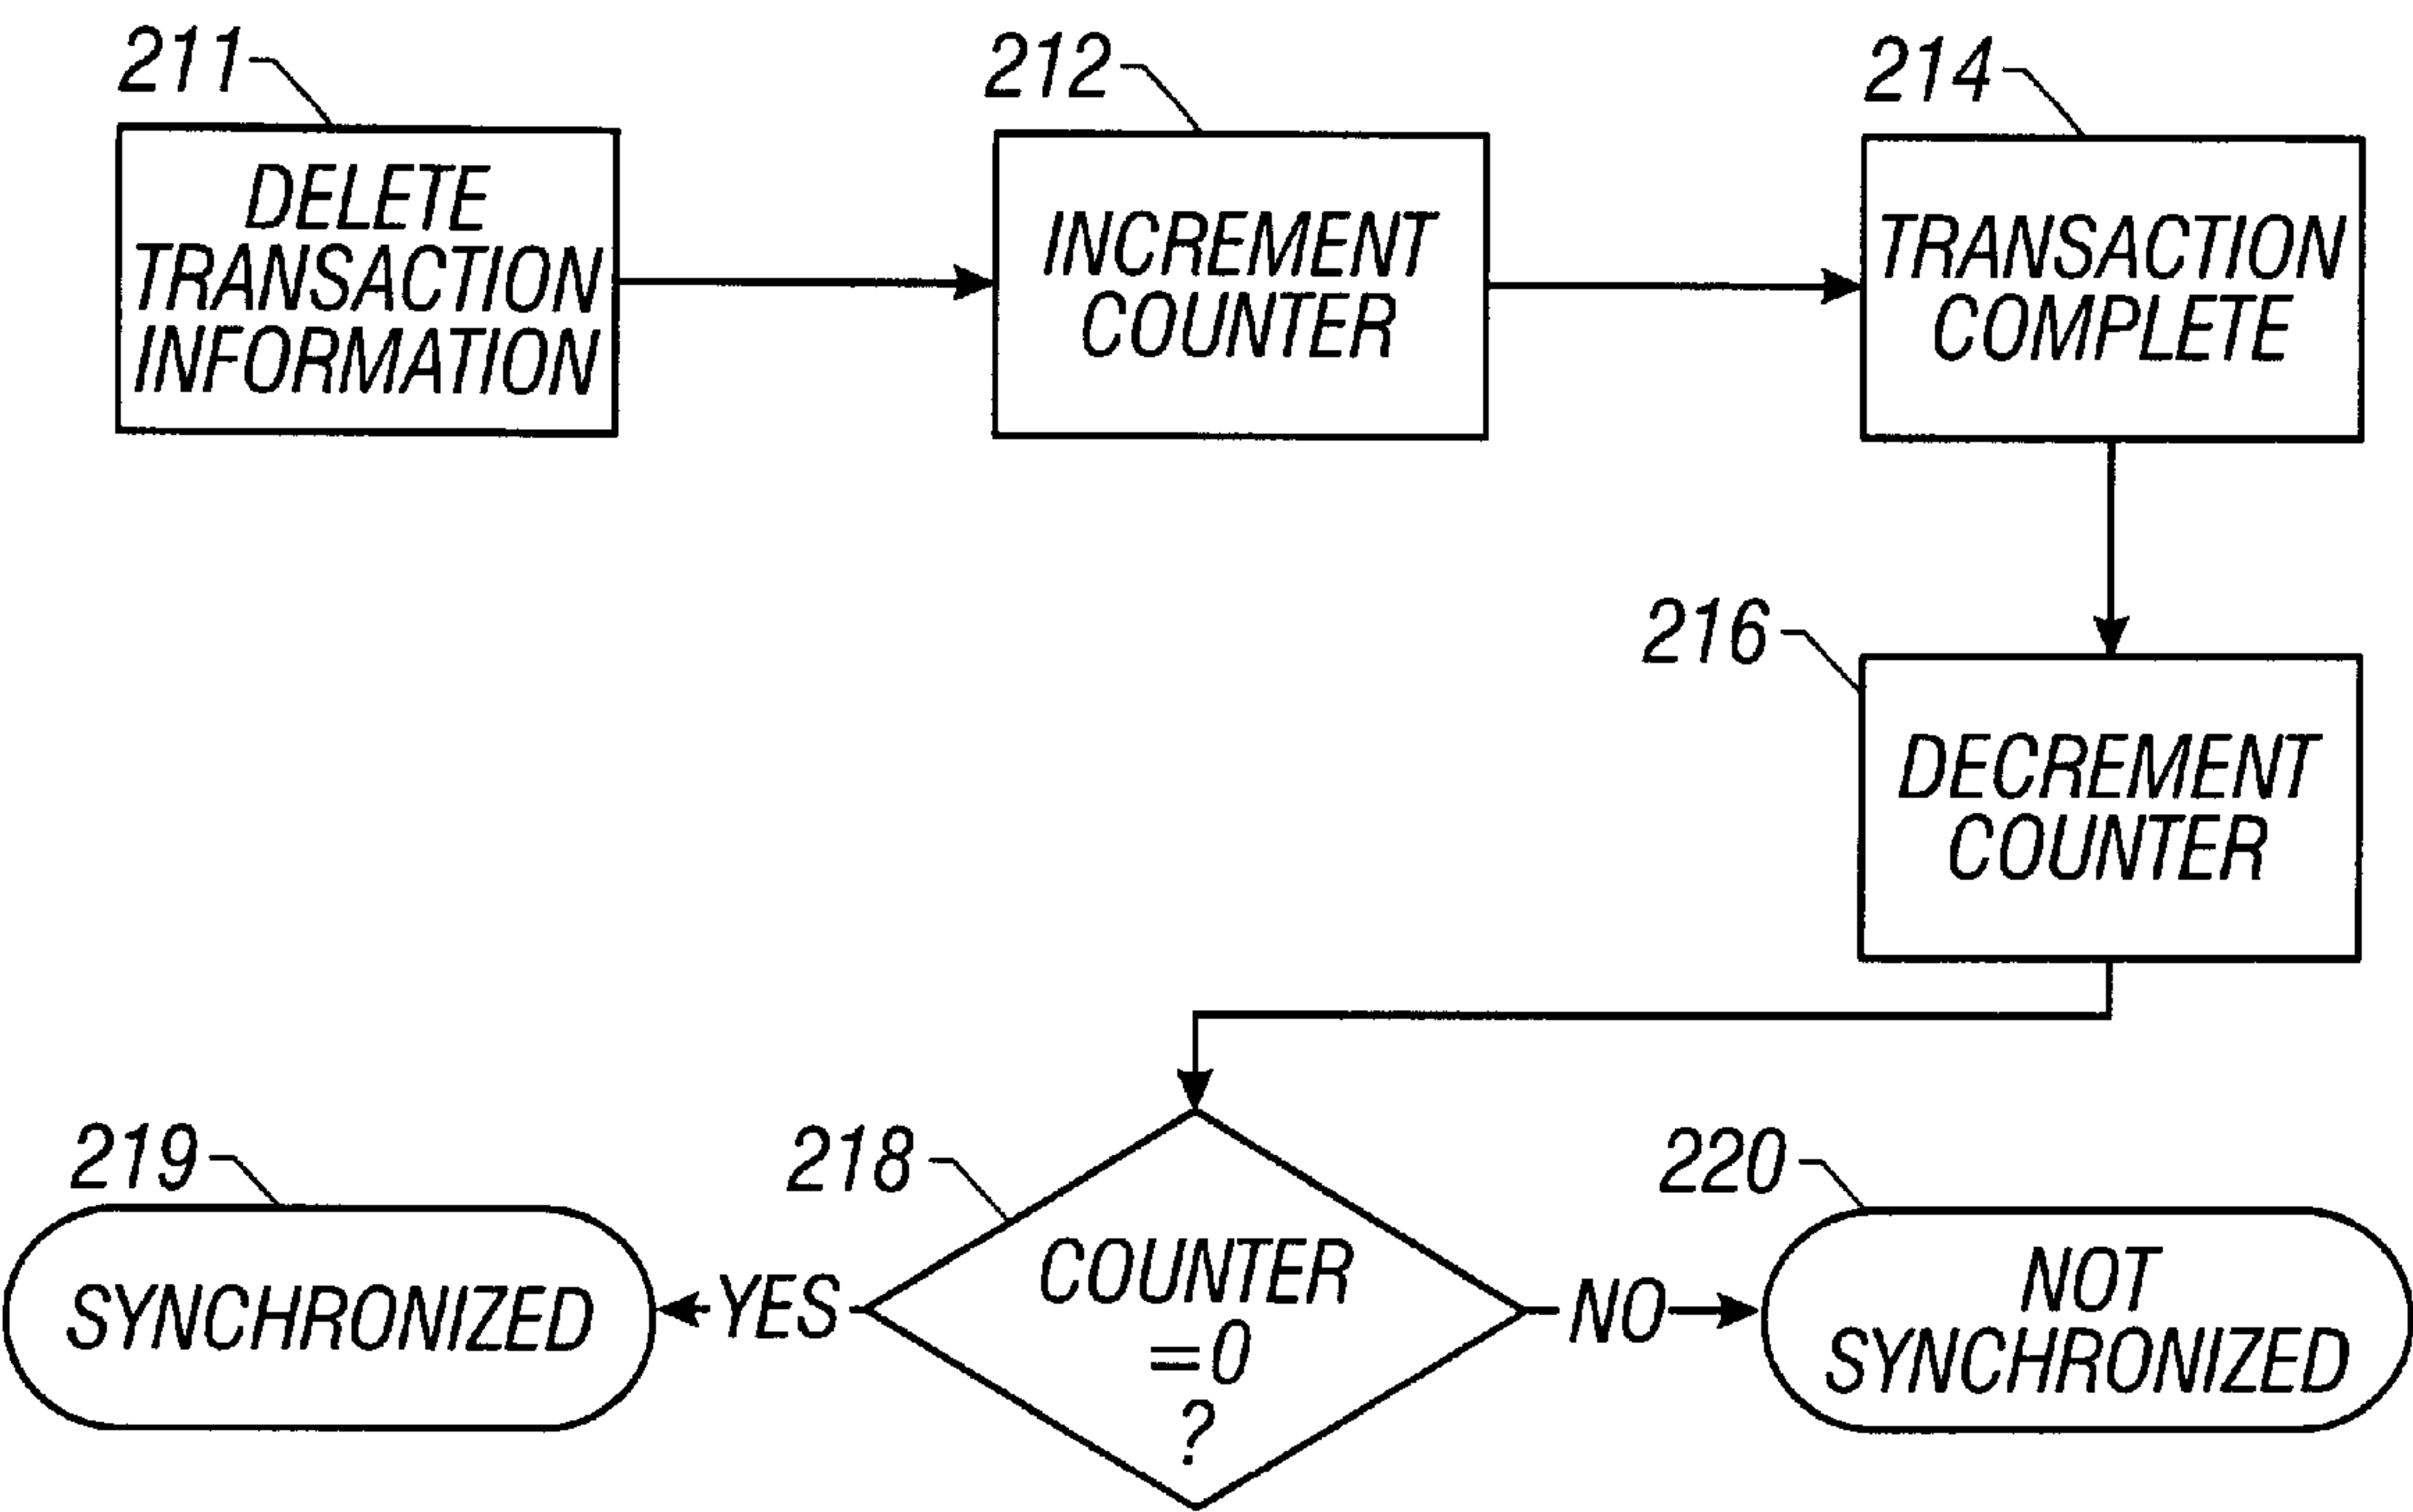 211
DELETE
TRANSACTION
INFORMATION
212
INCREMENT
COUNTER
214
TRANSACTION
COMPLETE
216
DECREMENT
COUNTER
219
SYNCHRONIZED
YES
218
COUNTER
=0
?
NO
220
NOT
SYNCHRONIZED